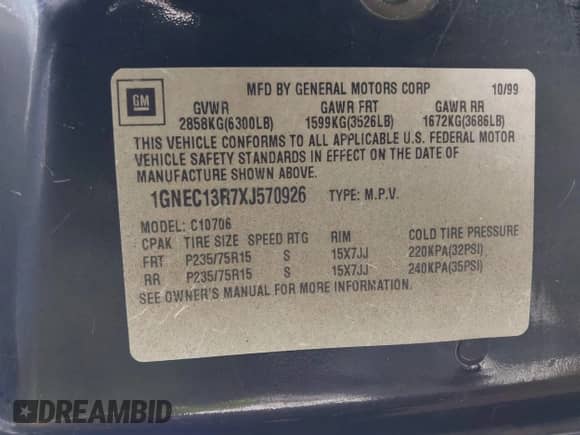 GM
MFD BY GENERAL MOTORS CORP 10/99
GVWR GAWR FRT GAWR RR
2858KG(6300LB) 1599KG(3526LB) 1672KG(3686LB)
THIS VEHICLE CONFORMS TO ALL APPLICABLE U.S. FEDERAL MOTOR
VEHICLE SAFETY STANDARDS IN EFFECT ON THE DATE OF
MANUFACTURE SHOWN ABOVE.
1GNEC13R7XJ570926 TYPE: M.P.V.
MODEL: C10706
CPAK TIRE SIZE SPEED RTG RIM COLD TIRE PRESSURE
FRT P235/75R15 S 15X7JJ 220KPA(32PSI)
RR P235/75R15 S 15X7JJ 240KPA(35PSI)
SEE OWNER'S MANUAL FOR MORE INFORMATION
DREAMBID